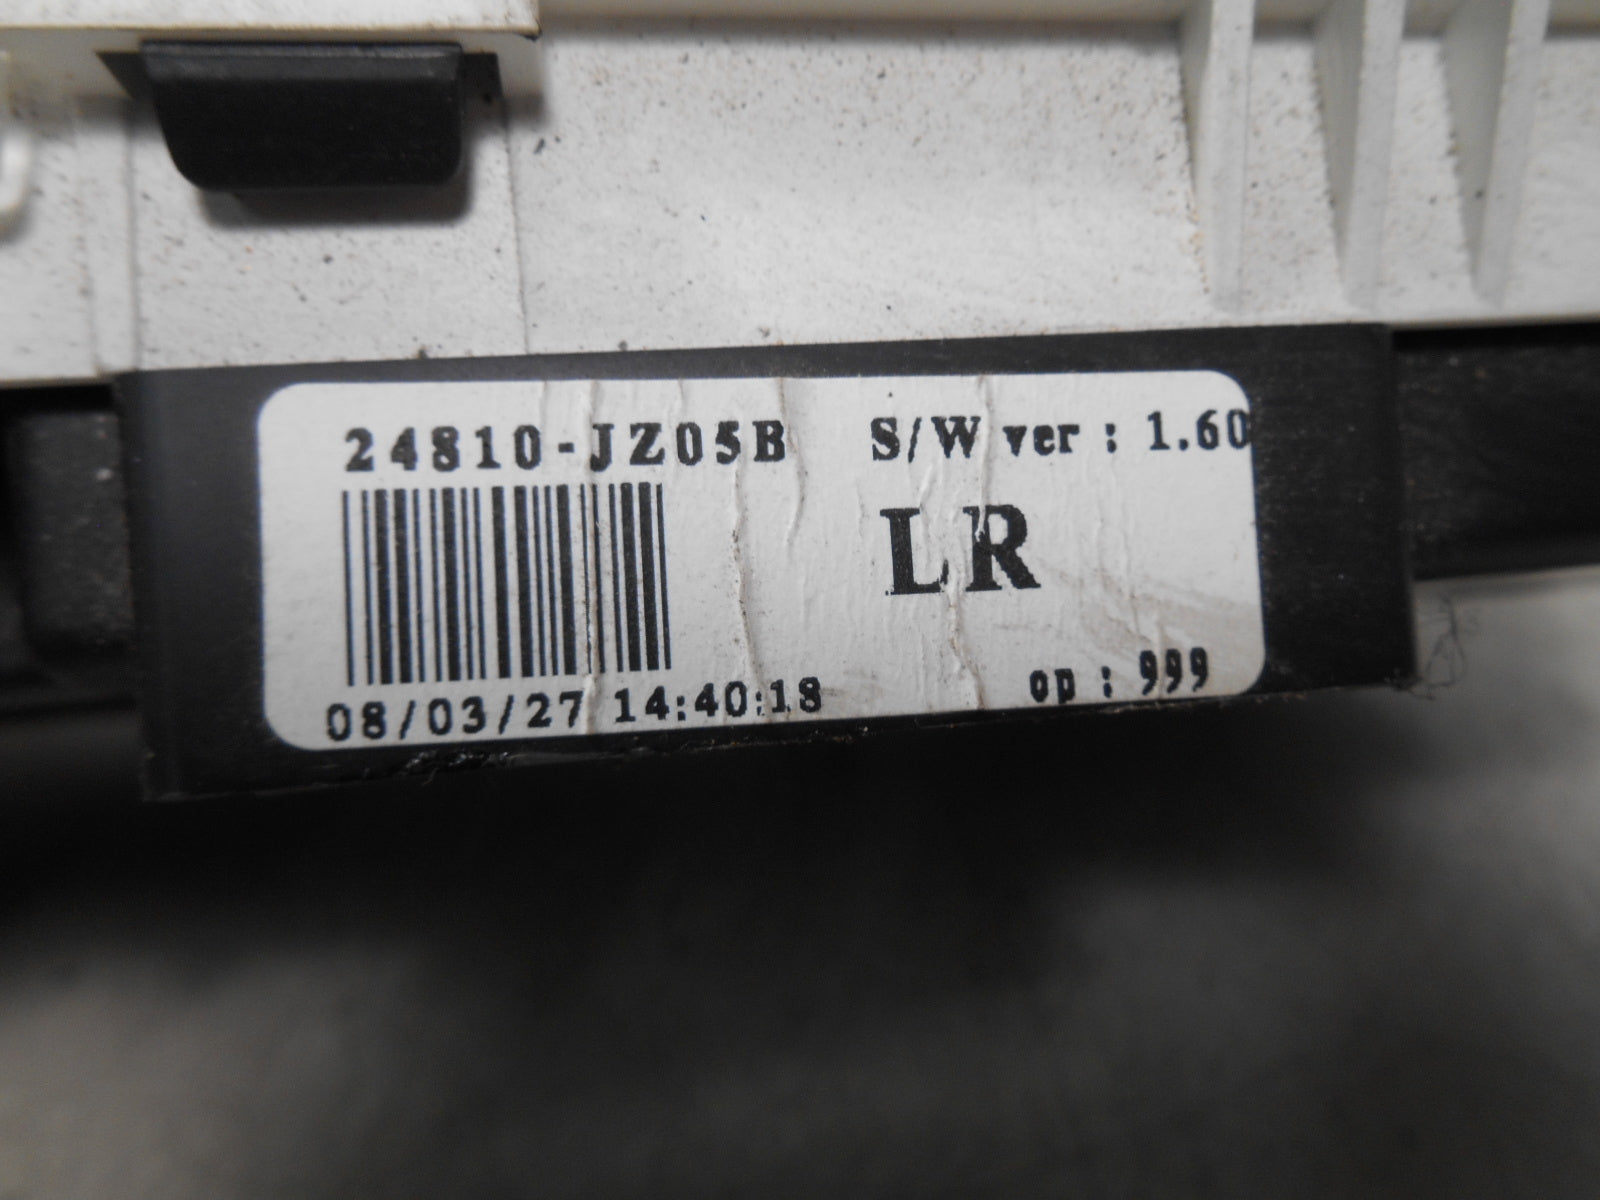 24810-JZ05B S/W ver : 1.60
LR
08/03/27 14:40:18 op : 999